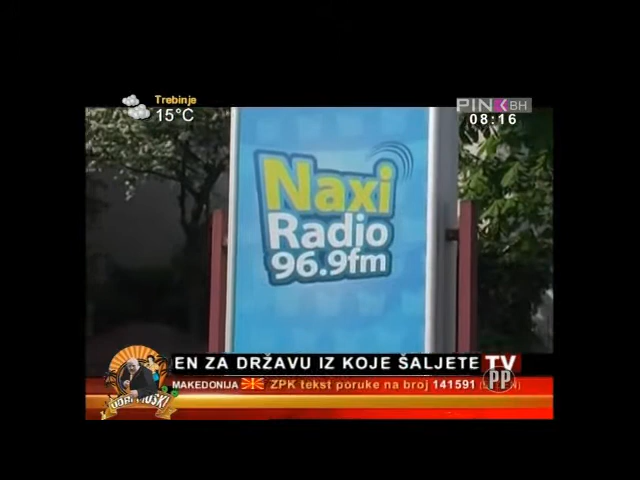 Trebinje
15°C
PINK BH
08:16
Naxi
Radio
96.9fm
EN ZA DRŽAVU IZ KOJE ŠALJETE TV
PP
MAKEDONIJA ZPK tekst poruke na broj 141591